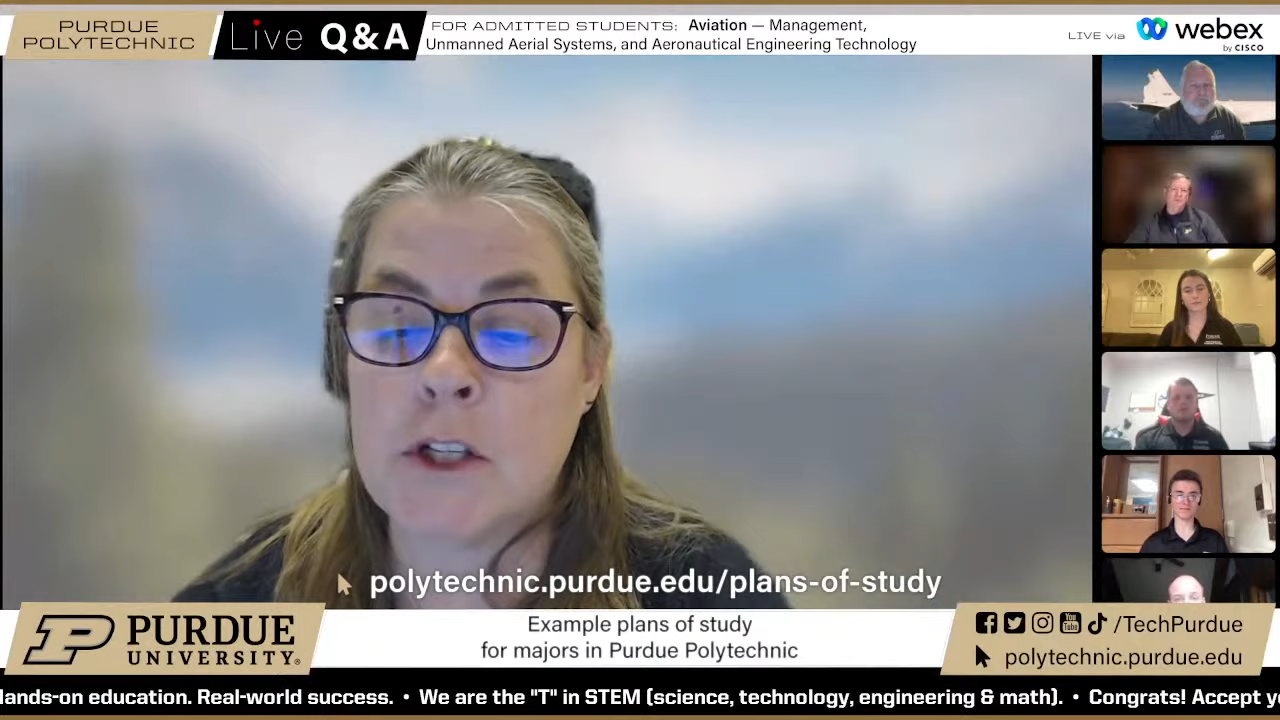 PURDUE
POLYTECHNIC
Live Q&A
FOR ADMITTED STUDENTS: Aviation — Management,
Unmanned Aerial Systems, and Aeronautical Engineering Technology
LIVE via
webex
by CISCO
polytechnic.purdue.edu/plans-of-study
P PURDUE
UNIVERSITY®
Example plans of study
for majors in Purdue Polytechnic
You
Tube
/TechPurdue
polytechnic.purdue.edu
ands-on education. Real-world success. • We are the "T" in STEM (science, technology, engineering & math). • Congrats! Accept y